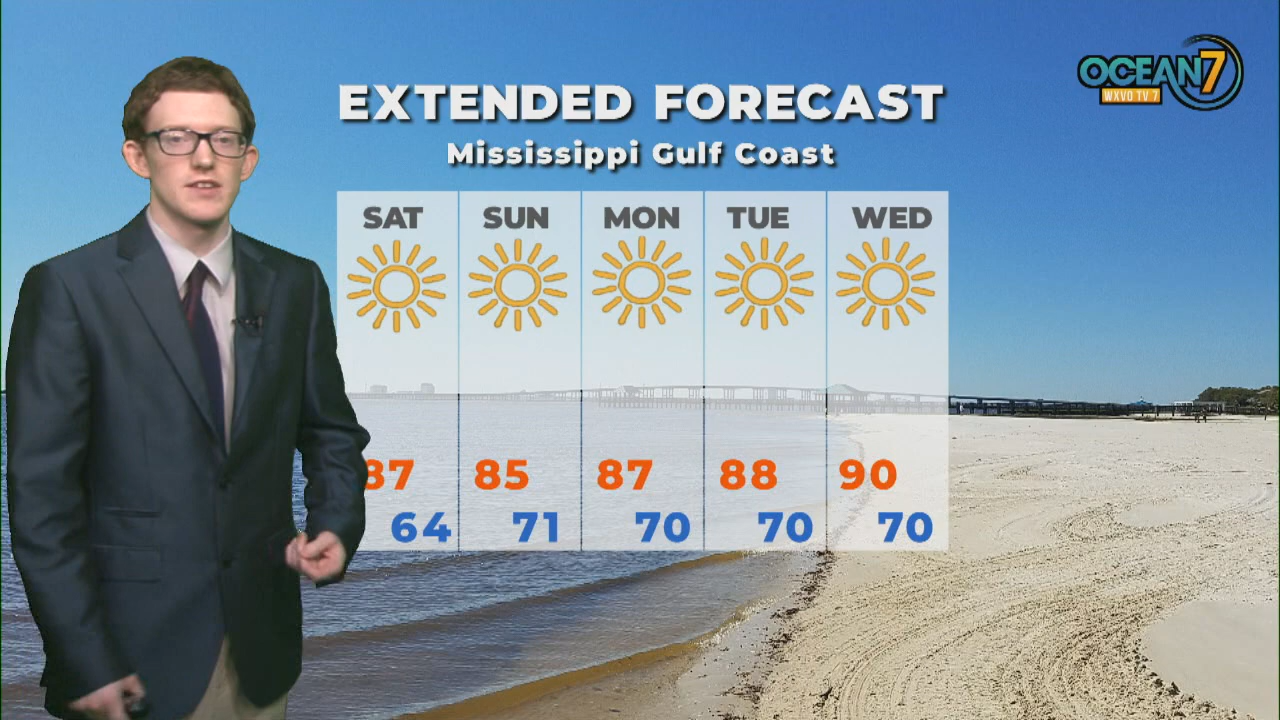 OCEAN7
WXVO TV 7
EXTENDED FORECAST
Mississippi Gulf Coast
SAT SUN MON TUE WED
87 85 87 88 90
64 71 70 70 70